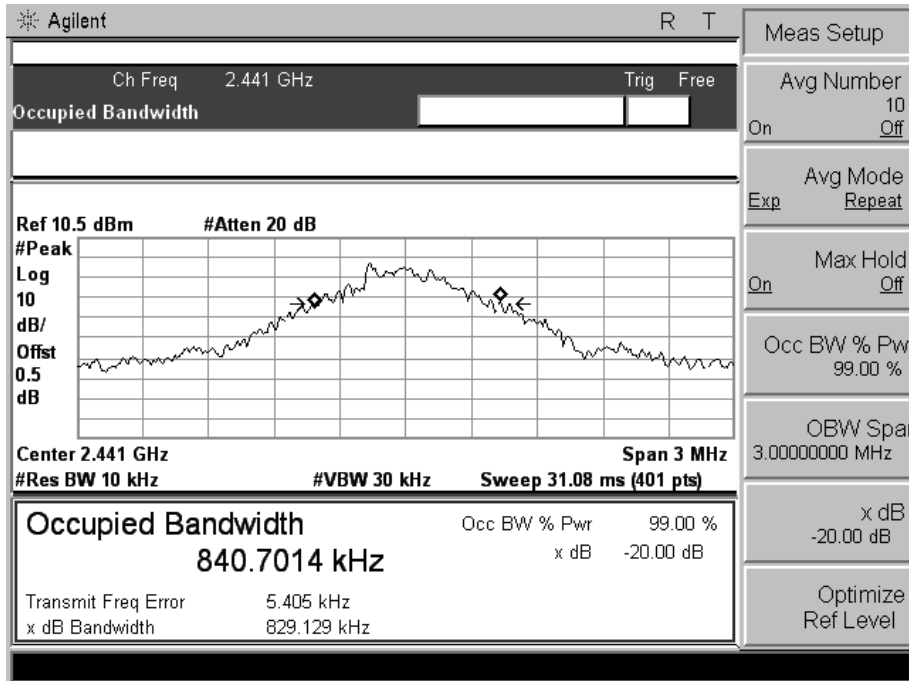 Agilent R T
Meas Setup
Ch Freq 2.441 GHz Trig Free
Occupied Bandwidth
Avg Number
10
On Off
Avg Mode
Exp Repeat
Max Hold
On Off
Occ BW % Pw
99.00 %
OBW Spa
3.00000000 MHz
x dB
-20.00 dB
Optimize
Ref Level
Ref 10.5 dBm #Atten 20 dB
#Peak
Log
10
dB/
Offst
0.5
dB
Center 2.441 GHz Span 3 MHz
#Res BW 10 kHz #VBW 30 kHz Sweep 31.08 ms (401 pts)
Occupied Bandwidth Occ BW % Pwr 99.00 %
840.7014 kHz x dB -20.00 dB
Transmit Freq Error 5.405 kHz
x dB Bandwidth 829.129 kHz